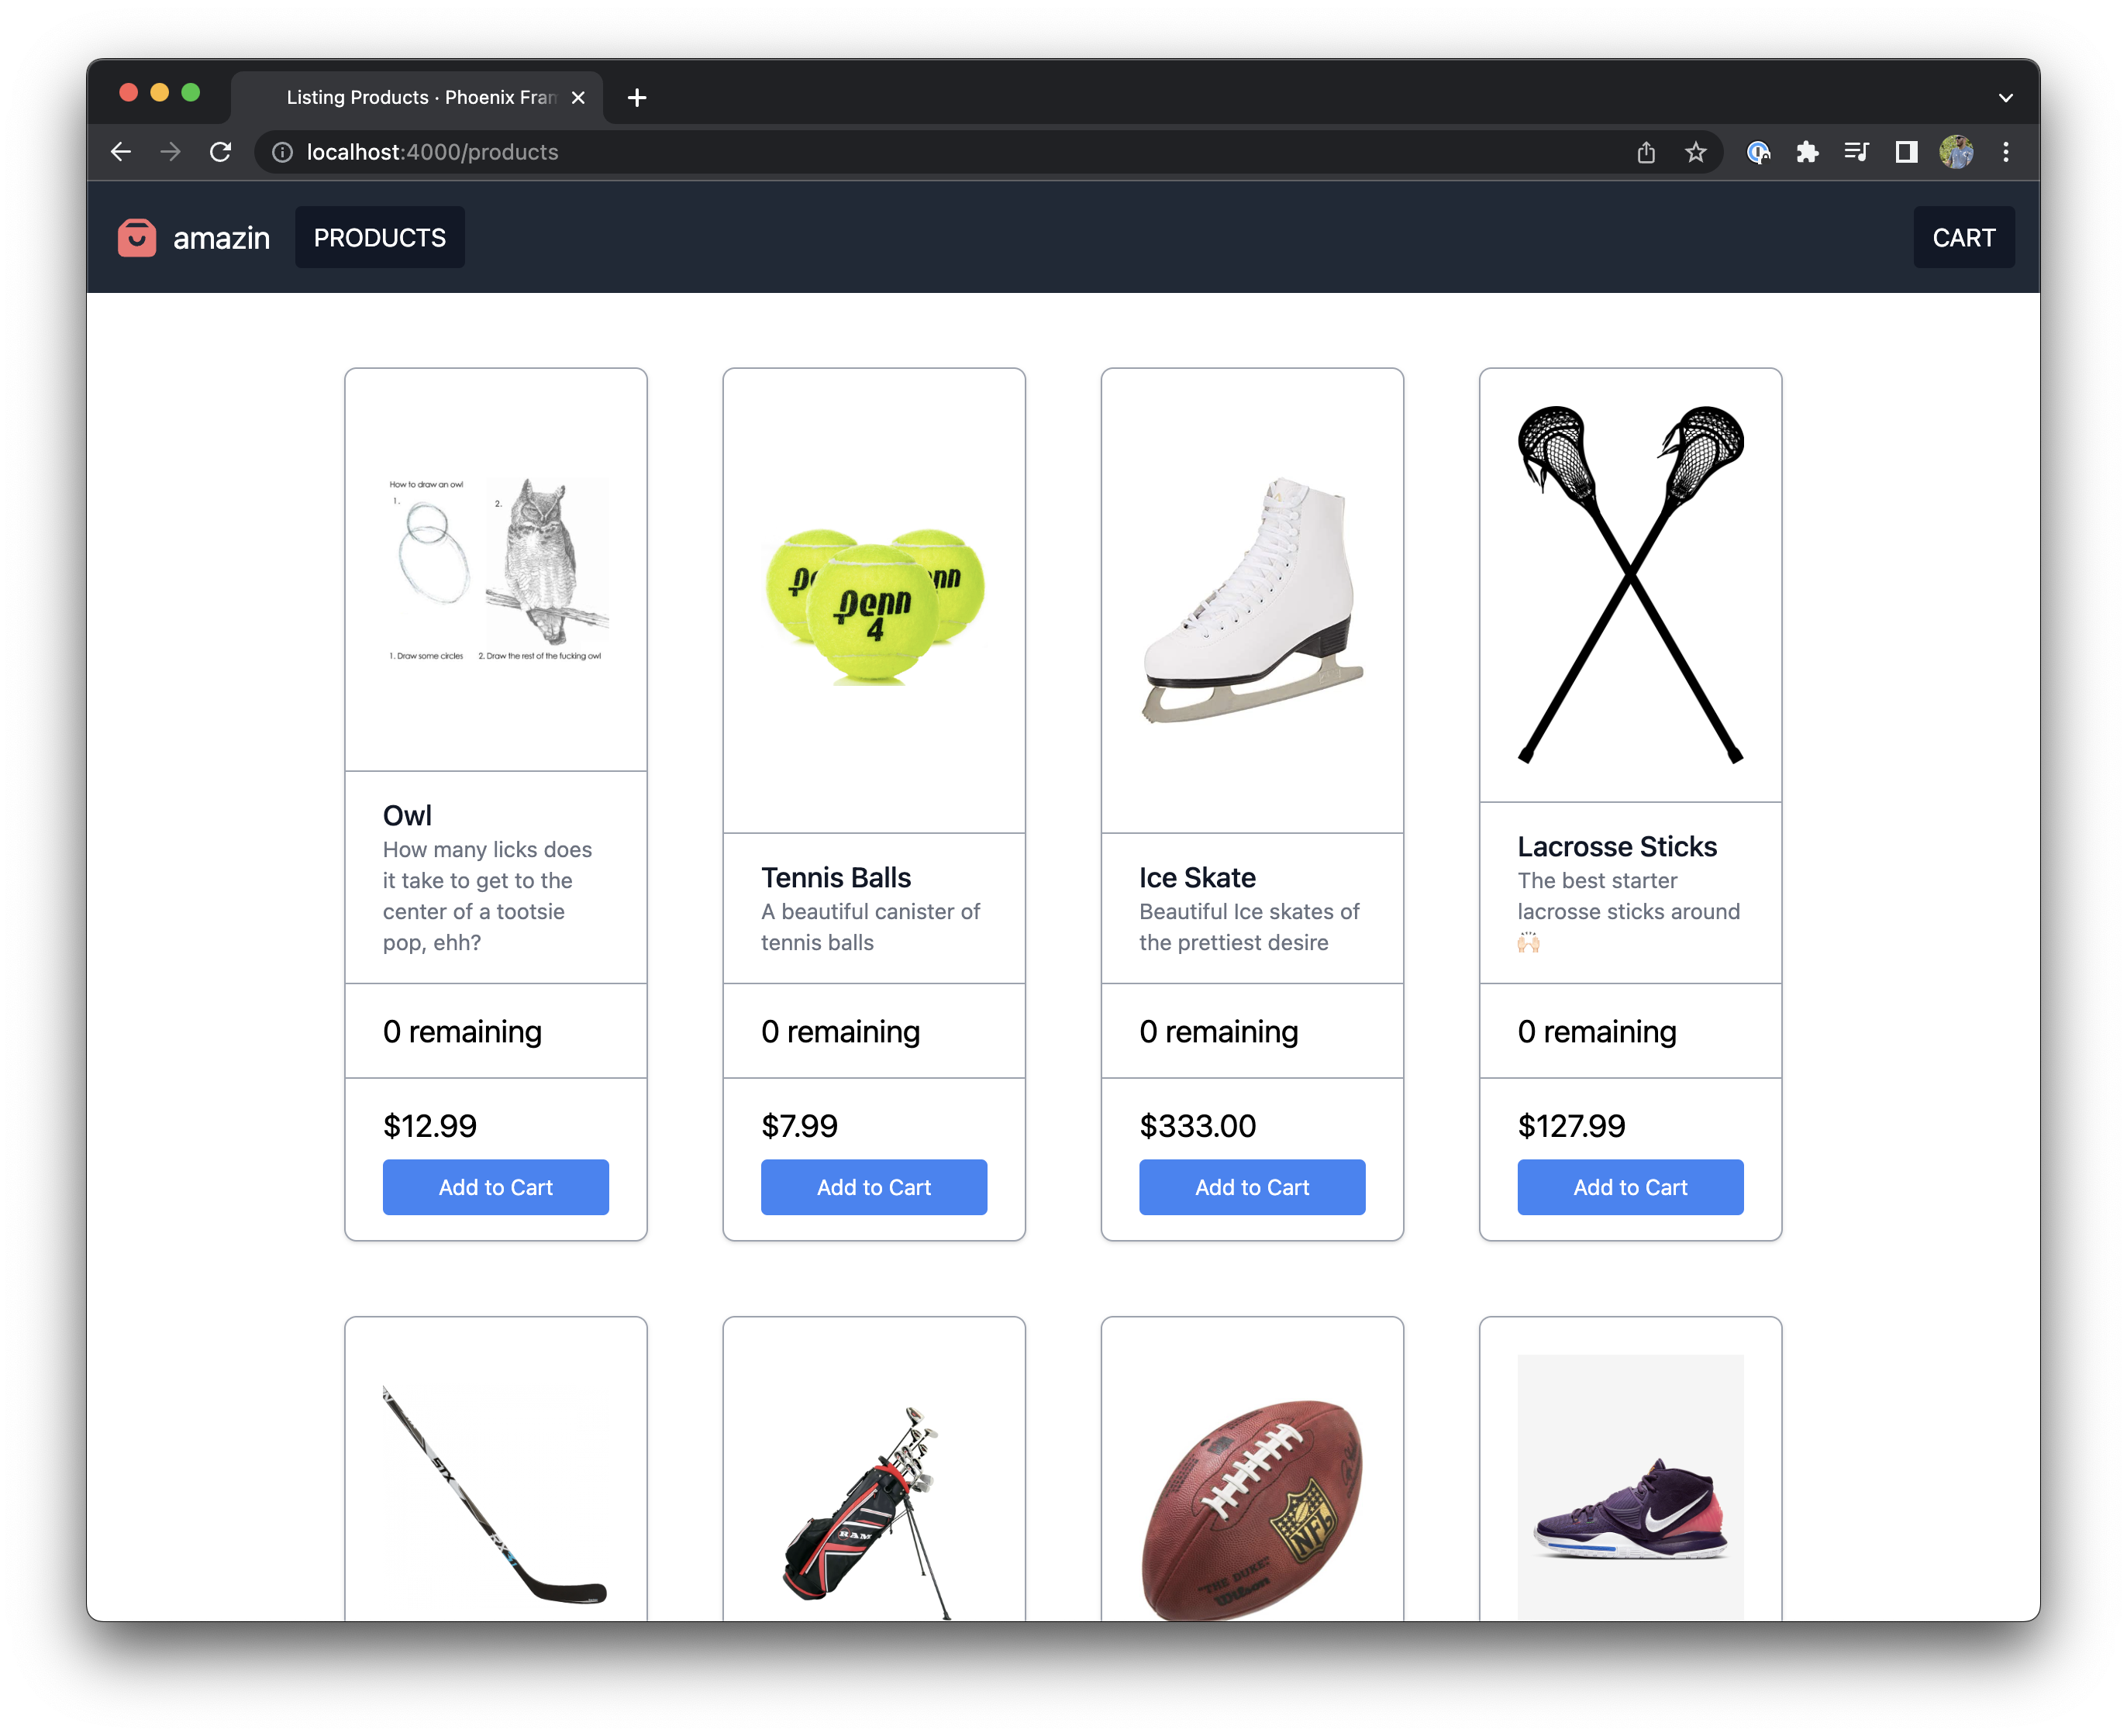 Listing Products · Phoenix Fram
localhost:4000/products
amazin
PRODUCTS
CART
How to draw an owl
1.
2.
1. Draw some circles
2. Draw the rest of the fucking owl
Penn
4
nn
Owl
How many licks does
it take to get to the
center of a tootsie
pop, ehh?
Tennis Balls
A beautiful canister of
tennis balls
Ice Skate
Beautiful Ice skates of
the prettiest desire
Lacrosse Sticks
The best starter
lacrosse sticks around
🙌🏻
0 remaining
0 remaining
0 remaining
0 remaining
$12.99
$7.99
$333.00
$127.99
Add to Cart
Add to Cart
Add to Cart
Add to Cart
STX
RAM
NFL
"THE DUKE"
Wilson